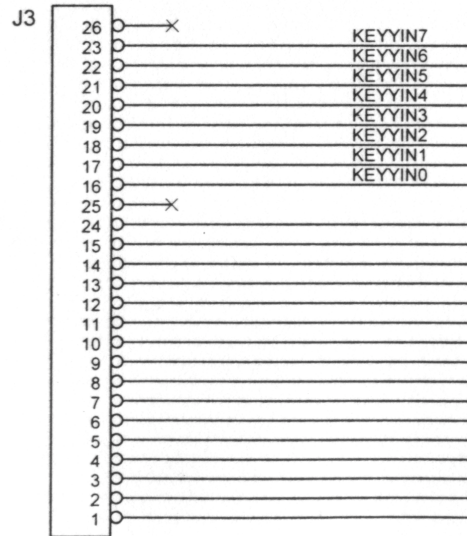 J3
26
23 KEYYIN7
22 KEYYIN6
21 KEYYIN5
20 KEYYIN4
19 KEYYIN3
18 KEYYIN2
17 KEYYIN1
16 KEYYIN0
25
24
15
14
13
12
11
10
9
8
7
6
5
4
3
2
1